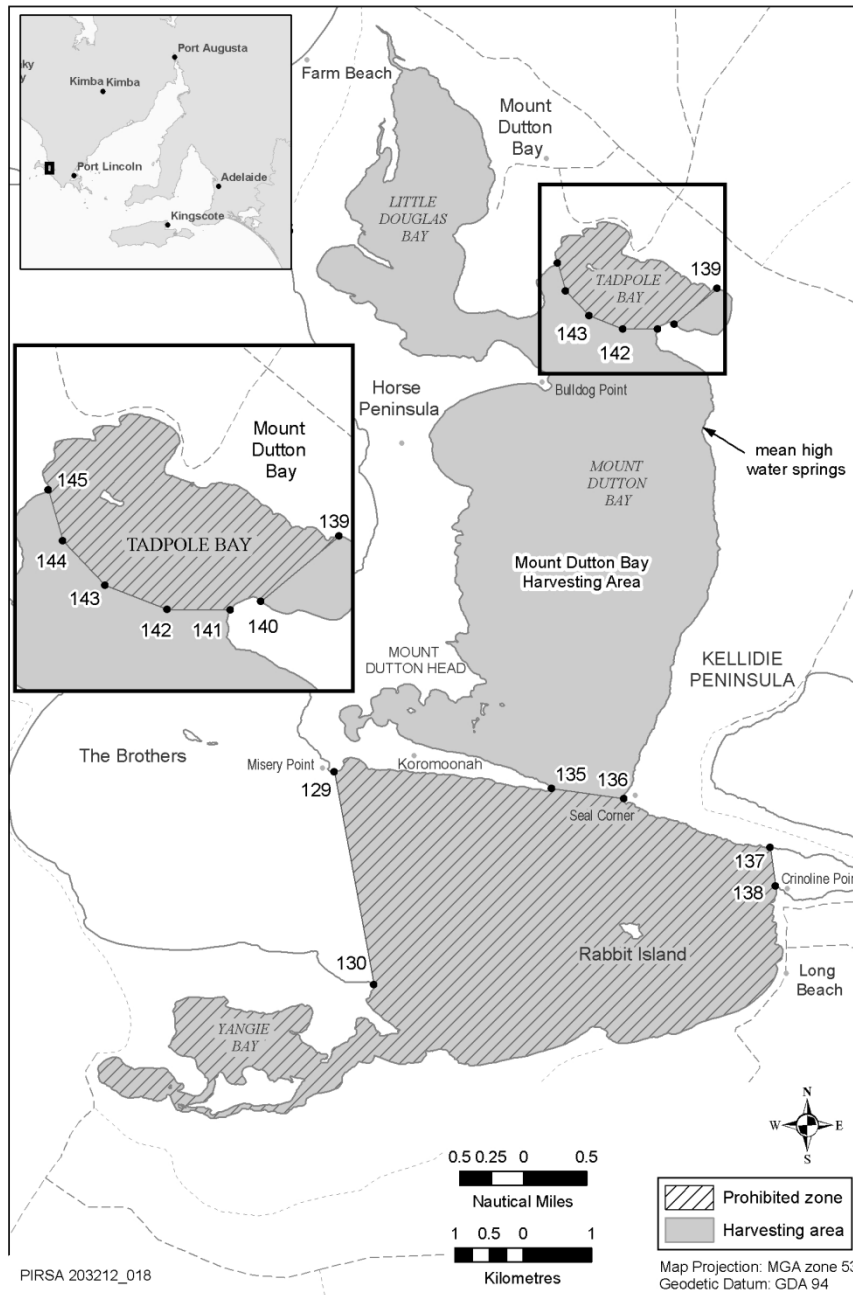 Port Augusta
Kimba Kimba
Port Lincoln
Adelaide
Kingscote
Farm Beach
Mount
Dutton
Bay
LITTLE
DOUGLAS
BAY
TADPOLE
BAY
139
143
142
Bulldog Point
Horse
Peninsula
mean high
water springs
MOUNT
DUTTON
BAY
Mount Dutton Bay
Harvesting Area
Mount
Dutton
Bay
145
139
TADPOLE BAY
144
143
142
141
140
MOUNT
DUTTON HEAD
KELLIDIE
PENINSULA
The Brothers
Misery Point
Koromoonah
129
135
136
Seal Corner
137
138
Crinoline Poin
Rabbit Island
130
Long
Beach
YANGIE
BAY
N
W E
S
0.5 0.25 0 0.5
Nautical Miles
1 0.5 0 1
Kilometres
Prohibited zone
Harvesting area
PIRSA 203212_018
Map Projection: MGA zone 53
Geodetic Datum: GDA 94